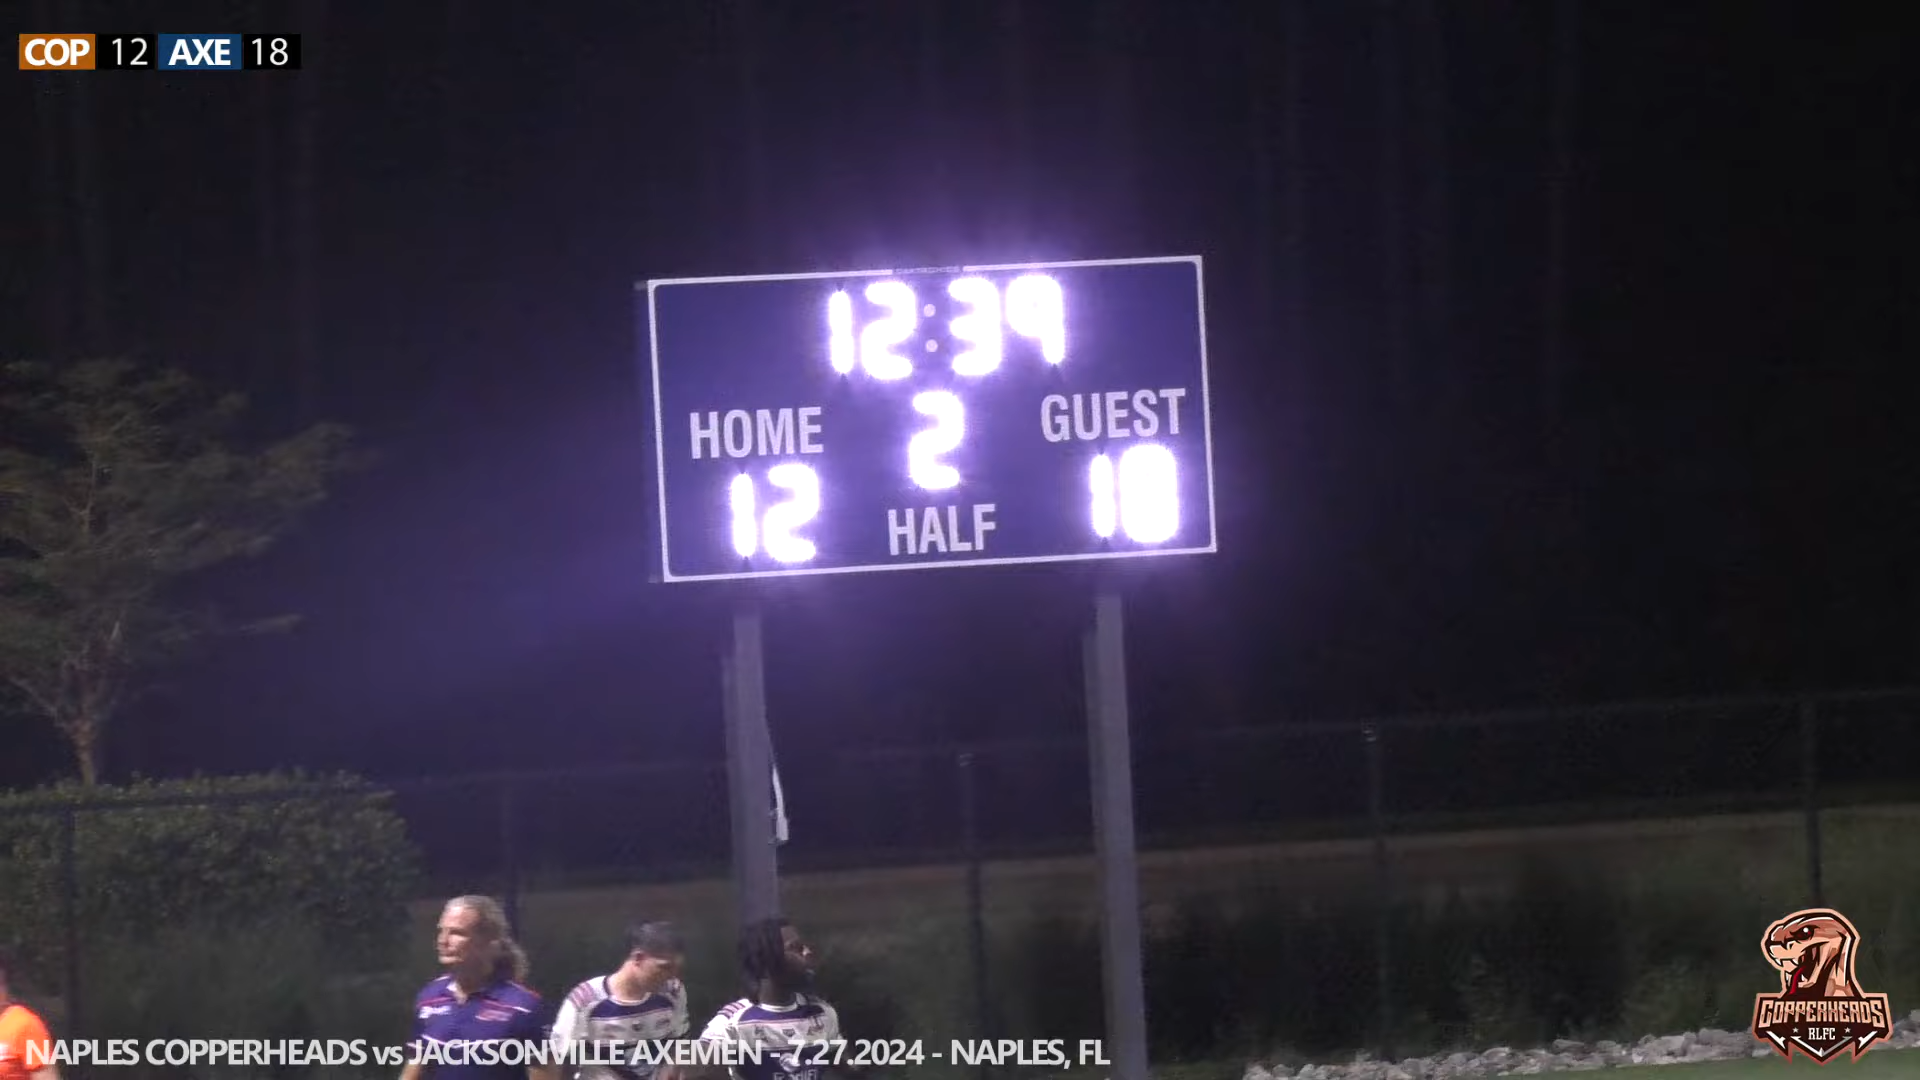 COP 12 AXE 18
DAKTRONICS
12:39
HOME 2 GUEST
12 HALF 18
NAPLES COPPERHEADS vs JACKSONVILLE AXEMEN - 7.27.2024 - NAPLES, FL
COPPERHEADS
RLFC